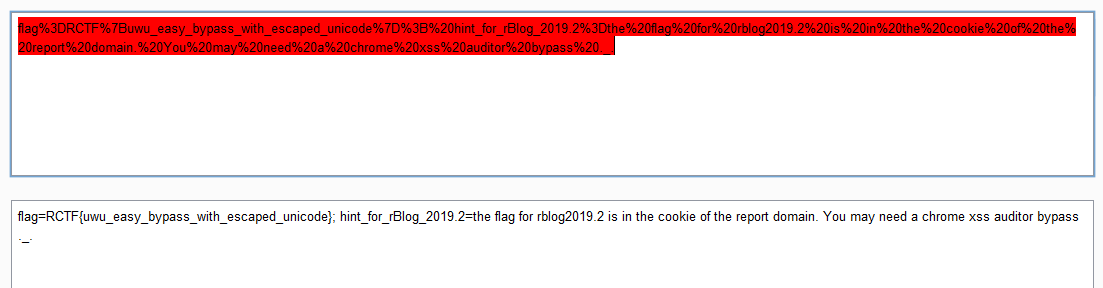 flag%3DRCTF%7Buwu_easy_bypass_with_escaped_unicode%7D%3B%20hint_for_rBlog_2019.2%3Dthe%20flag%20for%20rblog2019.2%20is%20in%20the%20cookie%20of%20the%
20report%20domain.%20You%20may%20need%20a%20chrome%20xss%20auditor%20bypass%20._.
flag=RCTF{uwu_easy_bypass_with_escaped_unicode}; hint_for_rBlog_2019.2=the flag for rblog2019.2 is in the cookie of the report domain. You may need a chrome xss auditor bypass
._.